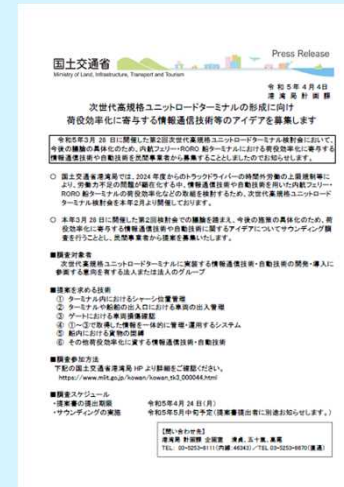 Press Release
国土交通省
Ministry of Land, Infrastructure, Transport and Tourism
令和5年4月4日
港湾局計画課
次世代高規格ユニットロードターミナルの形成に向け
荷役効率化に寄与する情報通信技術等のアイデアを募集します
令和5年3月 28 日に開催した第2回次世代高規格ユニットロードターミナル検討会において、
今後の議論の具体化のため、内航フェリー・RORO 船ターミナルにおける荷役効率化に寄与する
情報通信技術や自動技術を民間事業者から募集することとしましたのでお知らせします。
○ 国土交通省港湾局では、2024 年度からのトラックドライバーの時間外労働の上限規制等に
より、労働力不足の問題が顕在化する中、情報通信技術や自動技術を用いた内航フェリー・
RORO 船ターミナルの荷役効率化などの取組を検討するため、次世代高規格ユニットロード
ターミナル検討会を本年2月より開催しております。
○ 本年3月 28 日に開催した第2回検討会での議論を踏まえ、今後の施策の具体化のため、荷
役効率化に寄与する情報通信技術や自動技術に関するアイデアについてサウンディング調
査を行うこととし、民間事業者から提案を募集いたします。
■調査対象者
次世代高規格ユニットロードターミナルに実装する情報通信技術・自動技術の開発・導入に
参画する意向を有する法人または法人のグループ
■提案を求める技術
① ターミナル内におけるシャーシ位置管理
② ターミナルや船舶の出入口における車両の出入管理
③ ゲートにおける車両損傷確認
④ ①～③で取得した情報を一体的に管理・運用するシステム
⑤ 船内における貨物の固縛
⑥ その他荷役効率化に資する情報通信技術・自動技術
■調査参加方法
下記の国土交通省港湾局 HP より詳細をご確認ください。
https://www.mlit.go.jp/kowan/kowan_tk3_000044.html
■調査スケジュール
・提案書の提出期限 令和5年4月 24 日(月)
・サウンディングの実施 令和5年5月中旬予定(提案書提出者に別途お知らせします。)
【問い合わせ先】
港湾局 計画課 企画室
TEL: 03-5253-8111(内線:46343)/TEL 03-5253-8670(直通)